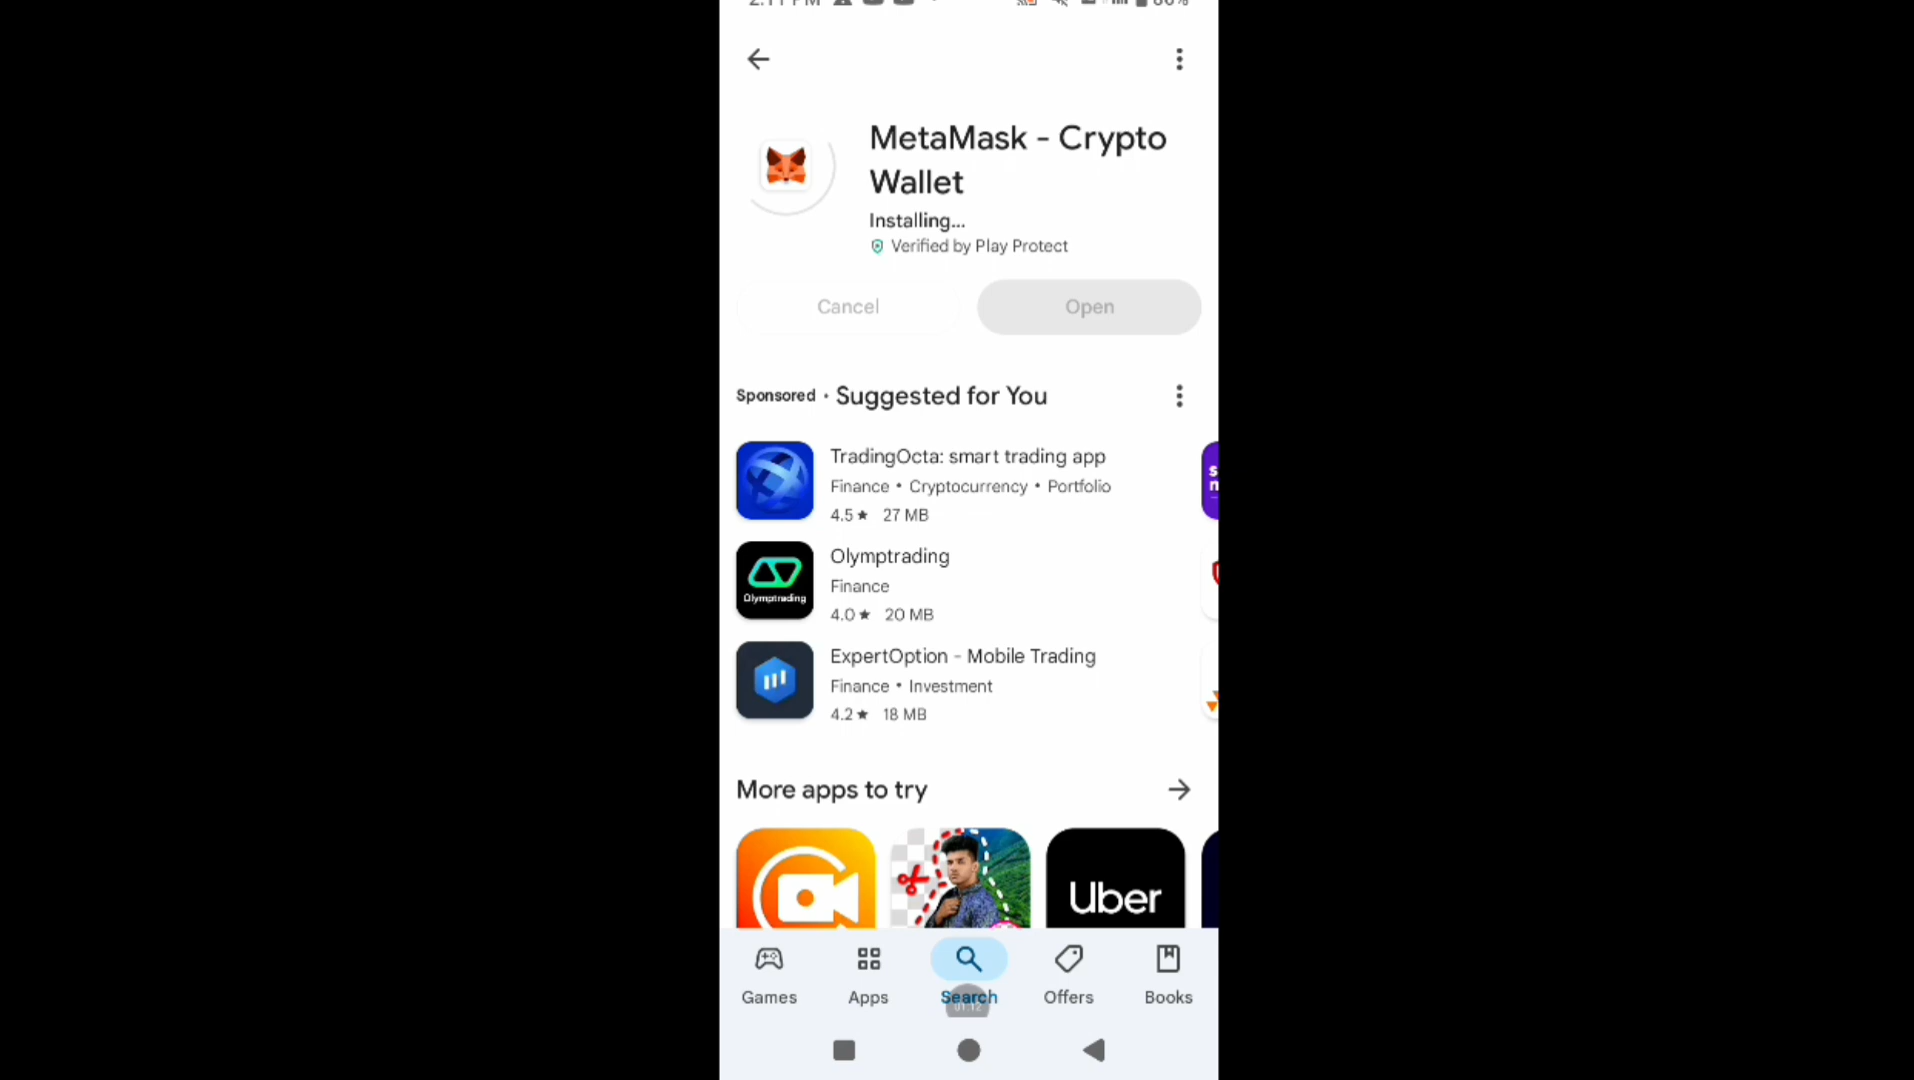 MetaMask - Crypto
Wallet
Installing...
Verified by Play Protect
Cancel
Open
Sponsored • Suggested for You
TradingOcta: smart trading app
Finance • Cryptocurrency • Portfolio
4.5★ 27 MB
Olymptrading
Olymptrading
Finance
4.0★ 20 MB
ExpertOption - Mobile Trading
Finance • Investment
4.2★ 18 MB
More apps to try
Uber
Games
Apps
Search
Offers
Books
01:12